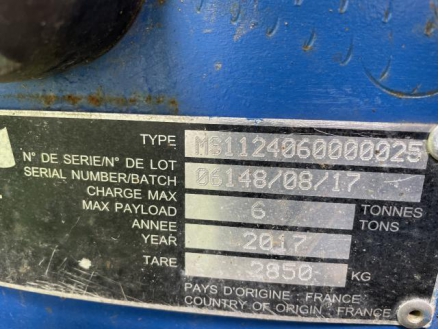 TYPE MS1124060000025
N° DE SERIE/N° DE LOT
SERIAL NUMBER/BATCH 06148/08/17
CHARGE MAX
MAX PAYLOAD 6 TONNES
TONS
ANNEE
YEAR 2017
TARE 2850 KG
PAYS D'ORIGINE : FRANCE
COUNTRY OF ORIGIN : FRANCE